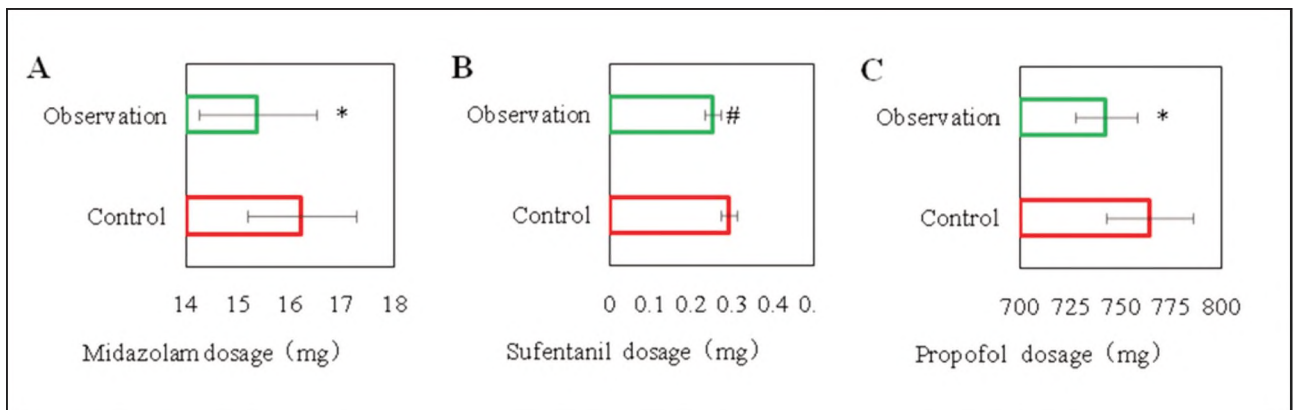 A
Observation
*
Control
14 15 16 17 18
Midazolam dosage (mg)
B
Observation
#
Control
0 0.1 0.2 0.3 0.4 0.
Sufentanil dosage (mg)
C
Observation
*
Control
700 725 750 775 800
Propofol dosage (mg)